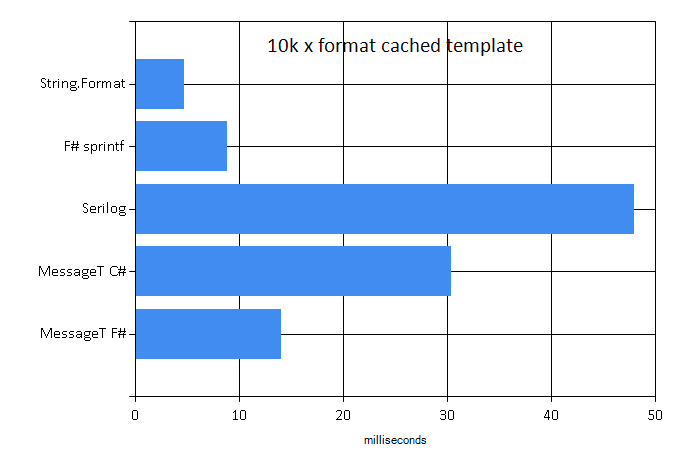 10k x format cached template
String.Format
F# sprintf
Serilog
MessageT C#
MessageT F#
0 10 20 30 40 50
milliseconds